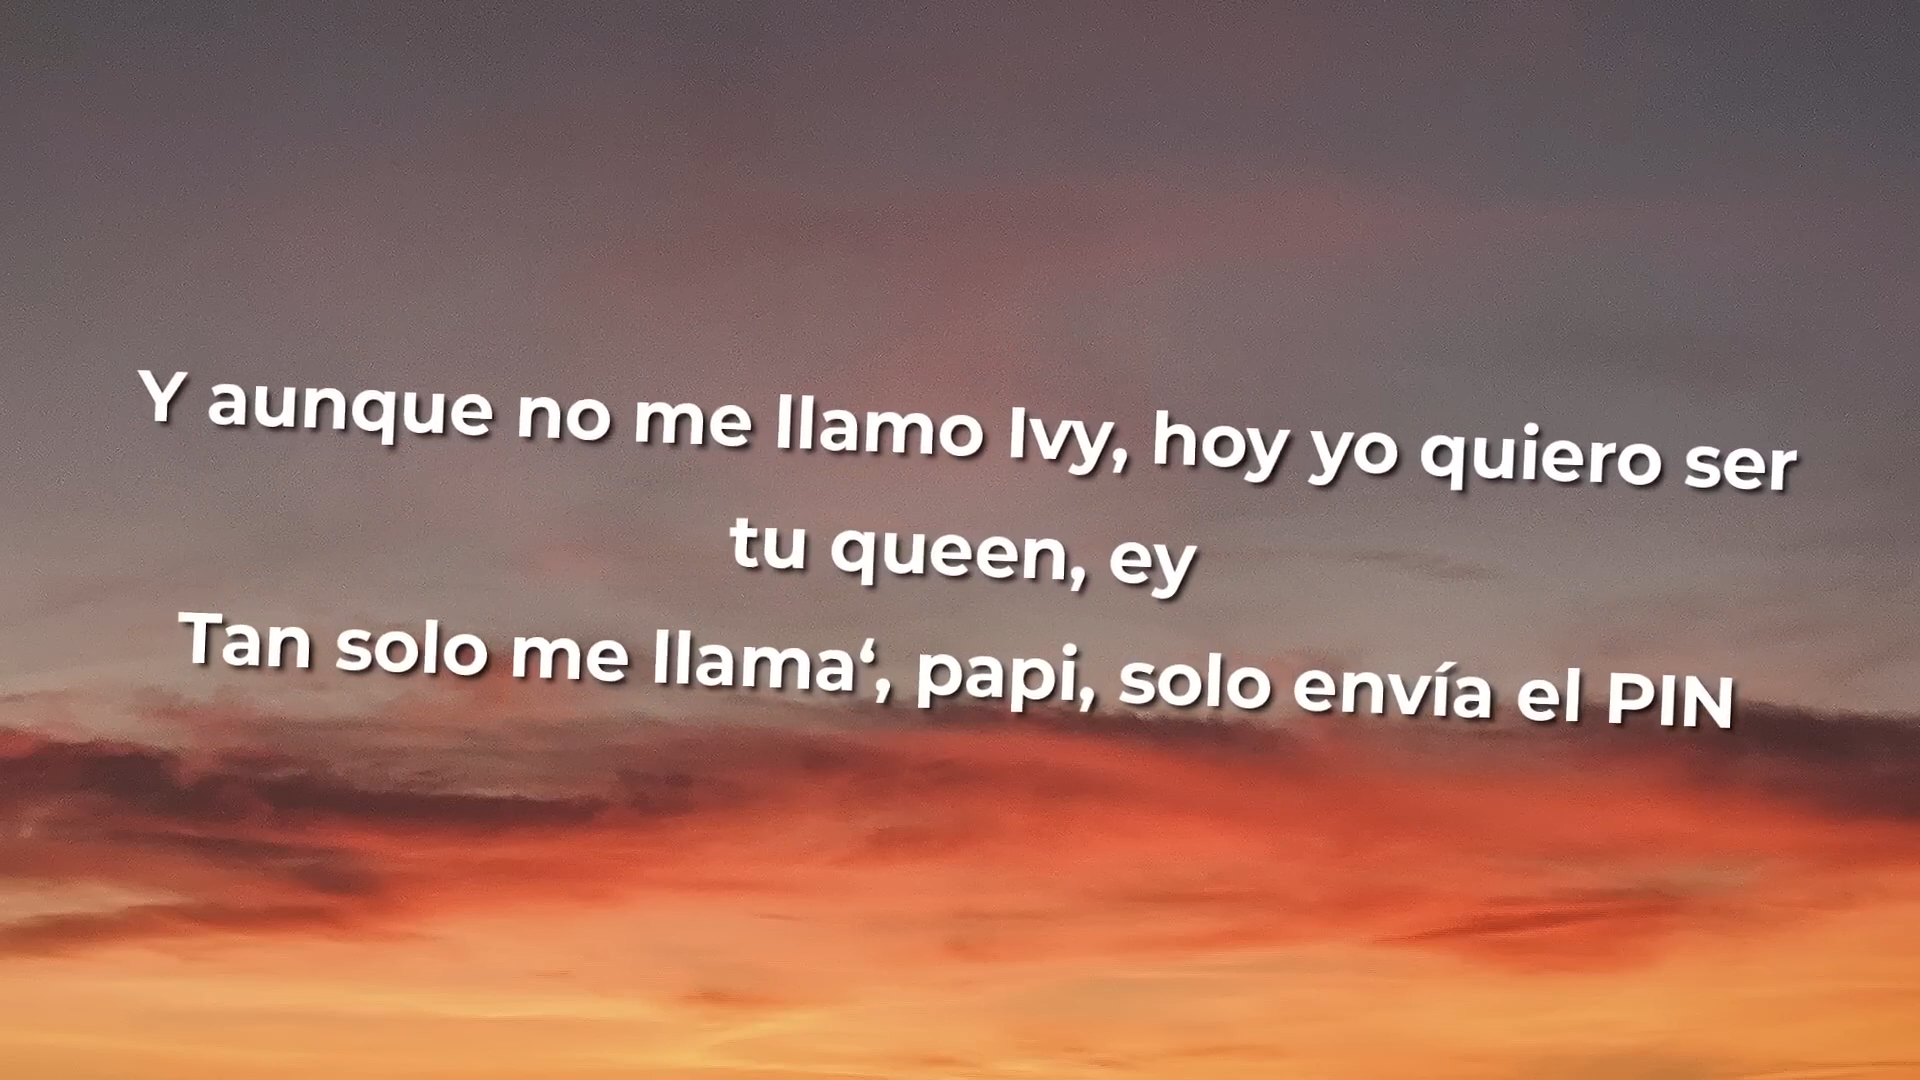 Y aunque no me llamo Ivy, hoy yo quiero ser
tu queen, ey
Tan solo me llama‘, papi, solo envía el PIN